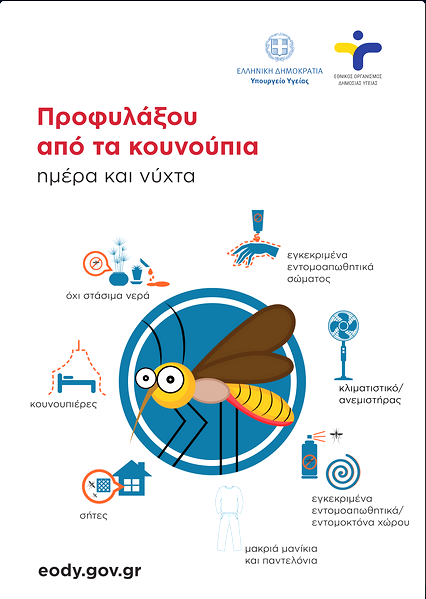 ΕΛΛΗΝΙΚΗ ΔΗΜΟΚΡΑΤΙΑ
Υπουργείο Υγείας
ΕΘΝΙΚΟΣ ΟΡΓΑΝΙΣΜΟΣ
ΔΗΜΟΣΙΑΣ ΥΓΕΙΑΣ
Προφυλάξου
από τα κουνούπια
ημέρα και νύχτα
εγκεκριμένα
εντομοαπωθητικά
σώματος
όχι στάσιμα νερά
κλιματιστικό/
ανεμιστήρας
κουνουπιέρες
εγκεκριμένα
εντομοαπωθητικά/
εντομοκτόνα χώρου
σήτες
μακριά μανίκια
και παντελόνια
eody.gov.gr